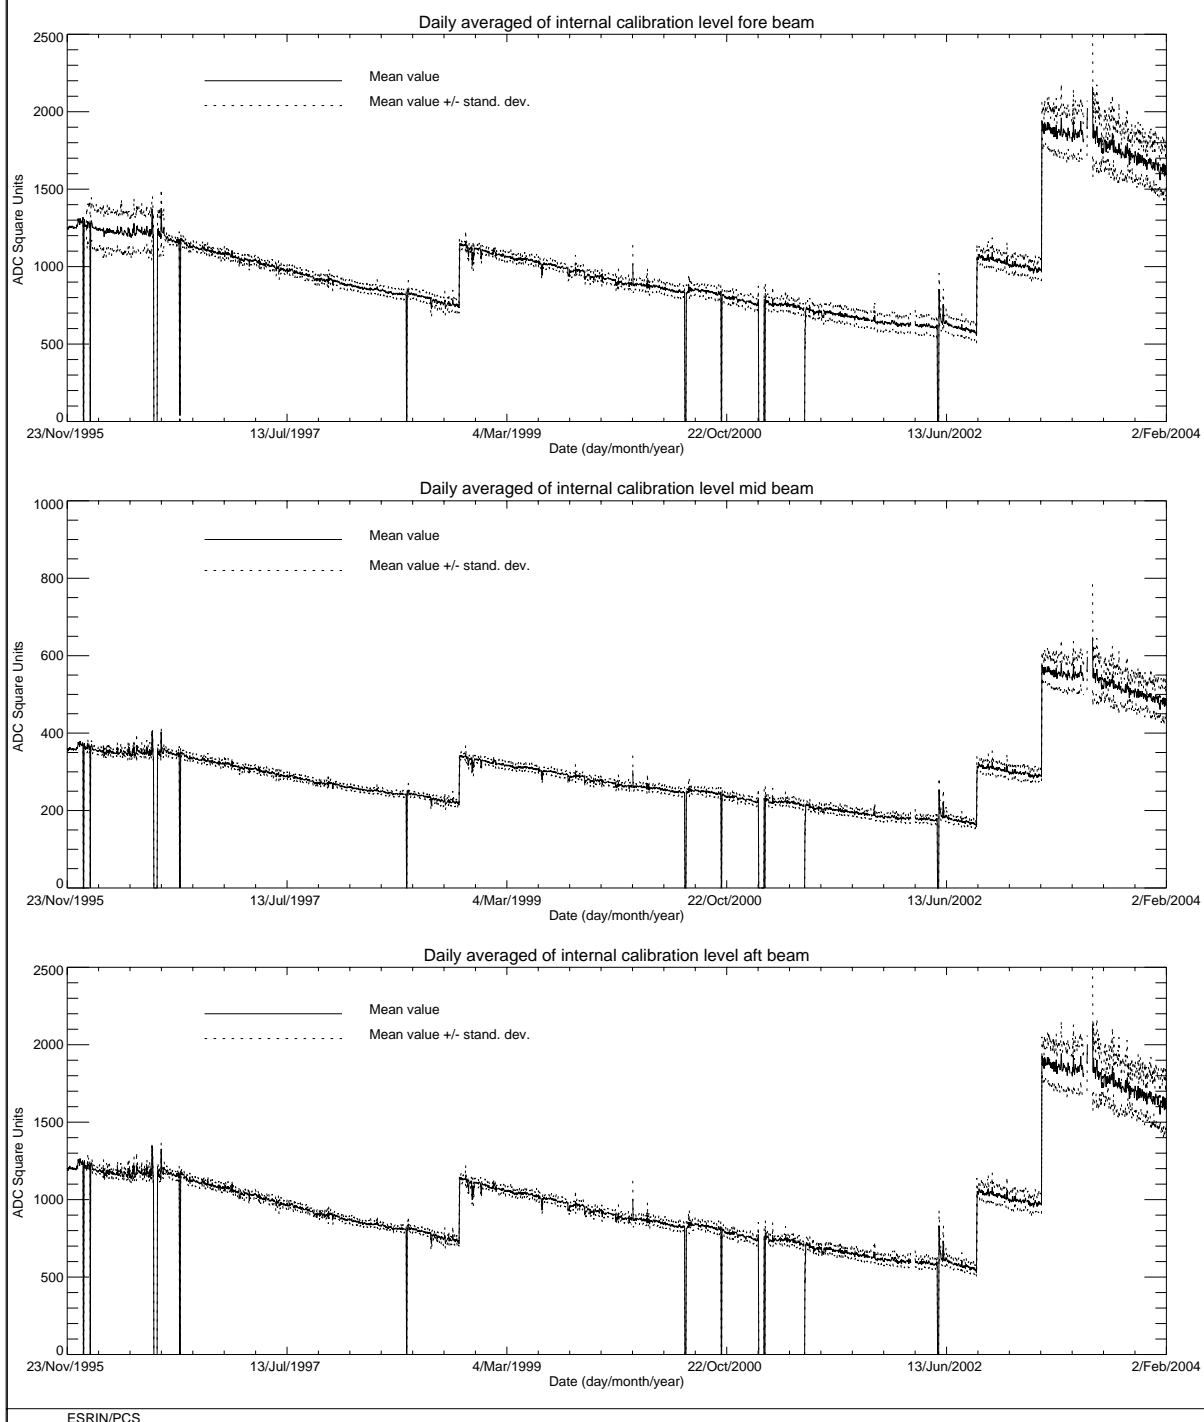 Daily averaged of internal calibration level fore beam
2500
2000
1500
1000
500
0
ADC Square Units
Mean value
Mean value +/- stand. dev.
23/Nov/1995 13/Jul/1997 4/Mar/1999 22/Oct/2000 13/Jun/2002 2/Feb/2004
Date (day/month/year)
Daily averaged of internal calibration level mid beam
1000
800
600
400
200
0
ADC Square Units
Mean value
Mean value +/- stand. dev.
23/Nov/1995 13/Jul/1997 4/Mar/1999 22/Oct/2000 13/Jun/2002 2/Feb/2004
Date (day/month/year)
Daily averaged of internal calibration level aft beam
2500
2000
1500
1000
500
0
ADC Square Units
Mean value
Mean value +/- stand. dev.
23/Nov/1995 13/Jul/1997 4/Mar/1999 22/Oct/2000 13/Jun/2002 2/Feb/2004
Date (day/month/year)
ESRIN/PCS